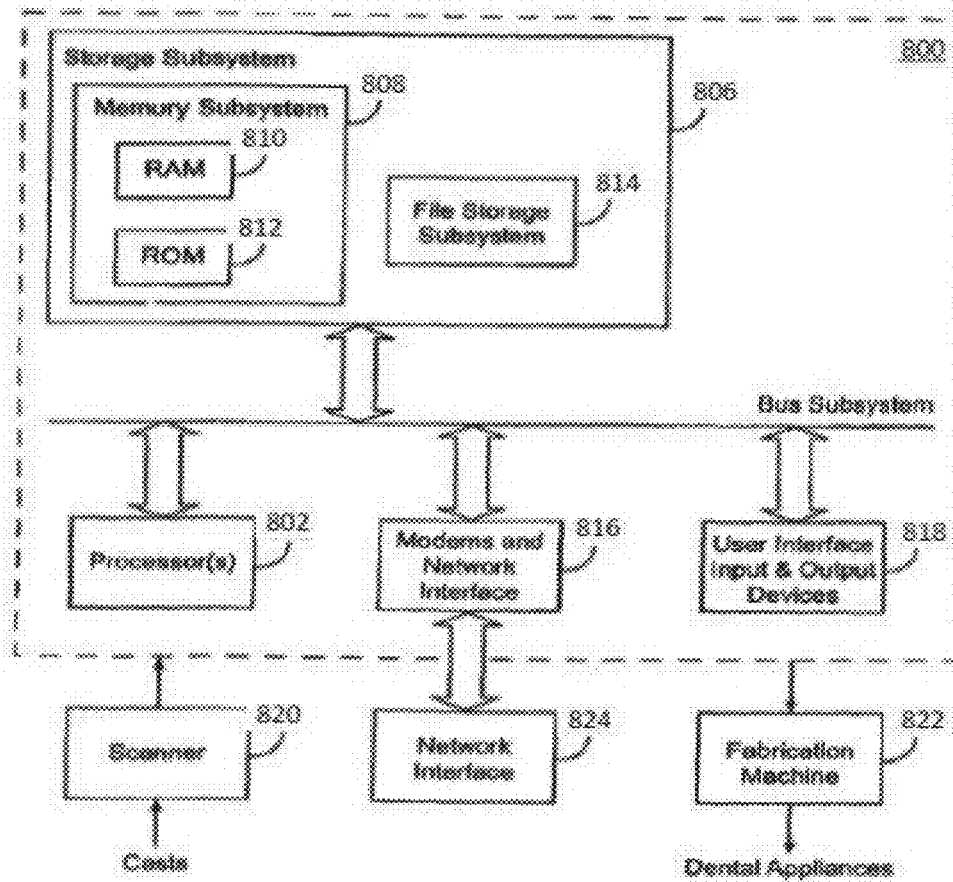 800
Storage Subsystem
808
806
Memory Subsystem
810
RAM
814
File Storage
Subsystem
812
ROM
Bus Subsystem
802
Processor(s)
816
Modems and
Network
Interface
818
User Interface
Input & Output
Devices
820
Scanner
824
Network
Interface
822
Fabrication
Machine
Casts
Dental Appliances